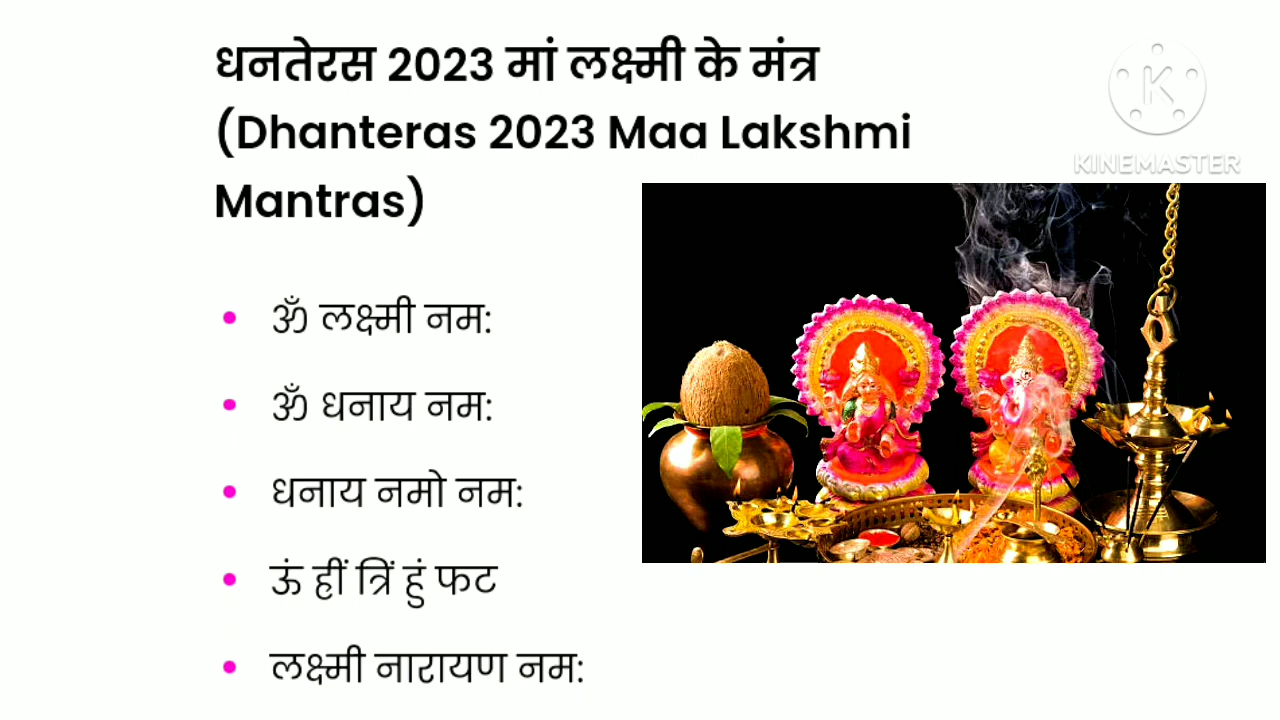 धनतेरस 2023 मां लक्ष्मी के मंत्र
(Dhanteras 2023 Maa Lakshmi
Mantras)
K
KINEMASTER
• ॐ लक्ष्मी नम:
• ॐ धनाय नम:
• धनाय नमो नम:
• ऊं ह्रीं त्रिं हुं फट
• लक्ष्मी नारायण नम: